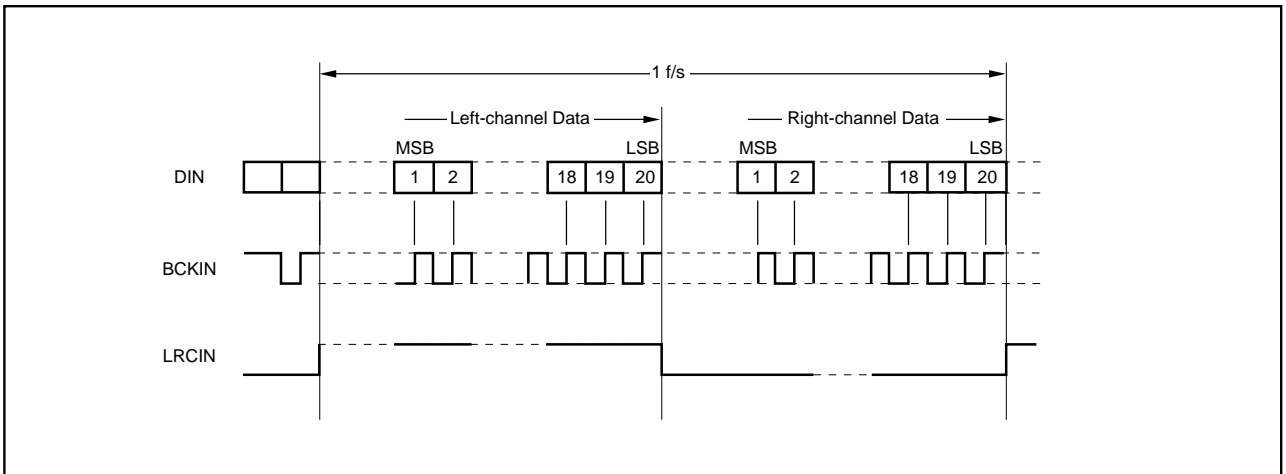 1 f/s
Left-channel Data Right-channel Data
MSB LSB MSB LSB
DIN 1 2 18 19 20 1 2 18 19 20
BCKIN
LRCIN